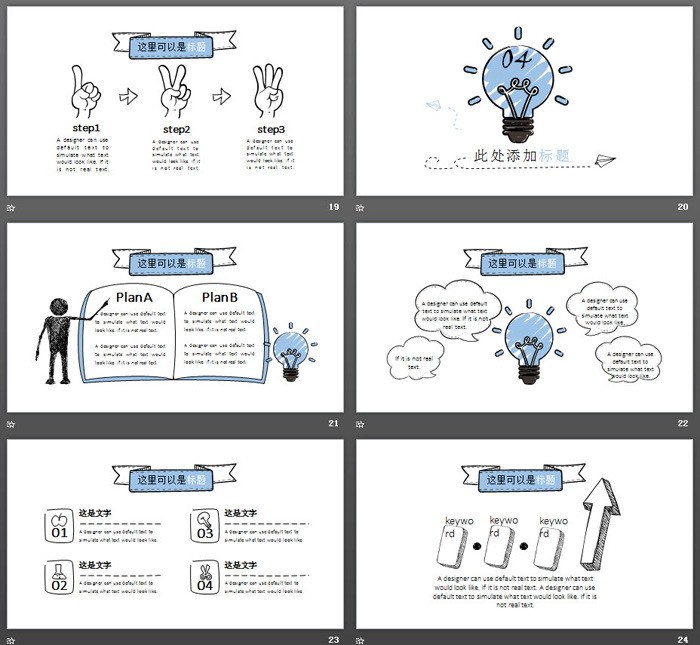 这里可以是标题
step1
A designer can use
default text to
simulate what text
would look like. If it
is not real text.
step2
A designer can use
default text to
simulate what text
would look like. If it
is not real text.
step3
A designer can use
default text to
simulate what text
would look like. If it
is not real text.
19
04
此处添加标题
20
这里可以是标题
PlanA
A designer can use default text
to simulate what text would
look like. If it is not real text.
A designer can use default text
to simulate what text would
look like. If it is not real text.
PlanB
A designer can use default text
to simulate what text would
look like. If it is not real text.
A designer can use default text
to simulate what text would
look like. If it is not real text.
21
这里可以是标题
A designer can use default
text to simulate what text
would look like. If it is not
real text.
If it is not real
text.
A designer can use
default text to
simulate what text
would look like.
A designer can use
default text to
simulate what text
would look like.
22
这里可以是标题
01
这是文字
A designer can use default text to
simulate what text would look like.
03
这是文字
A designer can use default text to
simulate what text would look like.
02
这是文字
A designer can use default text to
simulate what text would look like.
04
这是文字
A designer can use default text to
simulate what text would look like.
23
这里可以是标题
keywo
rd
keywo
rd
keywo
rd
A designer can use default text to simulate what text
would look like. If it is not real text. A designer can use
default text to simulate what text would look like. If it is
not real text.
24